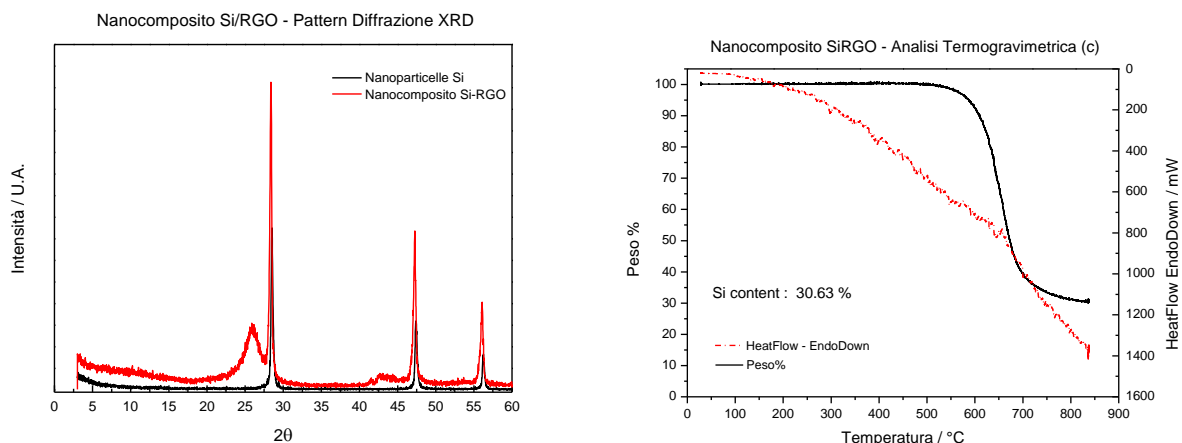 Nanocomposito Si/RGO - Pattern Diffrazione XRD
Intensità / U.A.
Nanoparticelle Si
Nanocomposito Si-RGO
0 5 10 15 20 25 30 35 40 45 50 55 60
2θ
Nanocomposito SiRGO - Analisi Termogravimetrica (c)
Peso %
100
90
80
70
60
50
40
30
20
10
0
Si content : 30.63 %
HeatFlow - EndoDown
Peso%
0
200
400
600
800
1000
1200
1400
1600
HeatFlow EndoDown / mW
0 100 200 300 400 500 600 700 800 900
Temperatura / °C